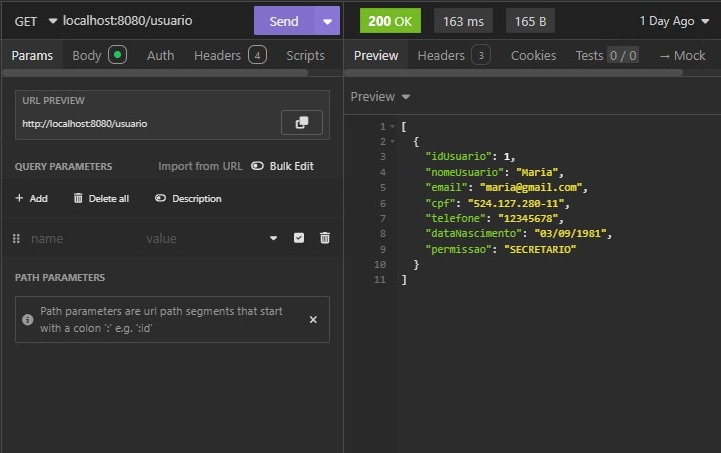 GET localhost:8080/usuario Send
Params Body Auth Headers 4 Scripts
URL PREVIEW
http://localhost:8080/usuario
QUERY PARAMETERS Import from URL Bulk Edit
+ Add Delete all Description
name value
PATH PARAMETERS
Path parameters are url path segments that start
with a colon ':' e.g. ':id'
200 OK 163 ms 165 B 1 Day Ago
Preview Headers 3 Cookies Tests 0 / 0 → Mock
Preview
1 [
2 {
3 "idUsuario": 1,
4 "nomeUsuario": "Maria",
5 "email": "maria@gmail.com",
6 "cpf": "524.127.280-11",
7 "telefone": "12345678",
8 "dataNascimento": "03/09/1981",
9 "permissao": "SECRETARIO"
10 }
11 ]